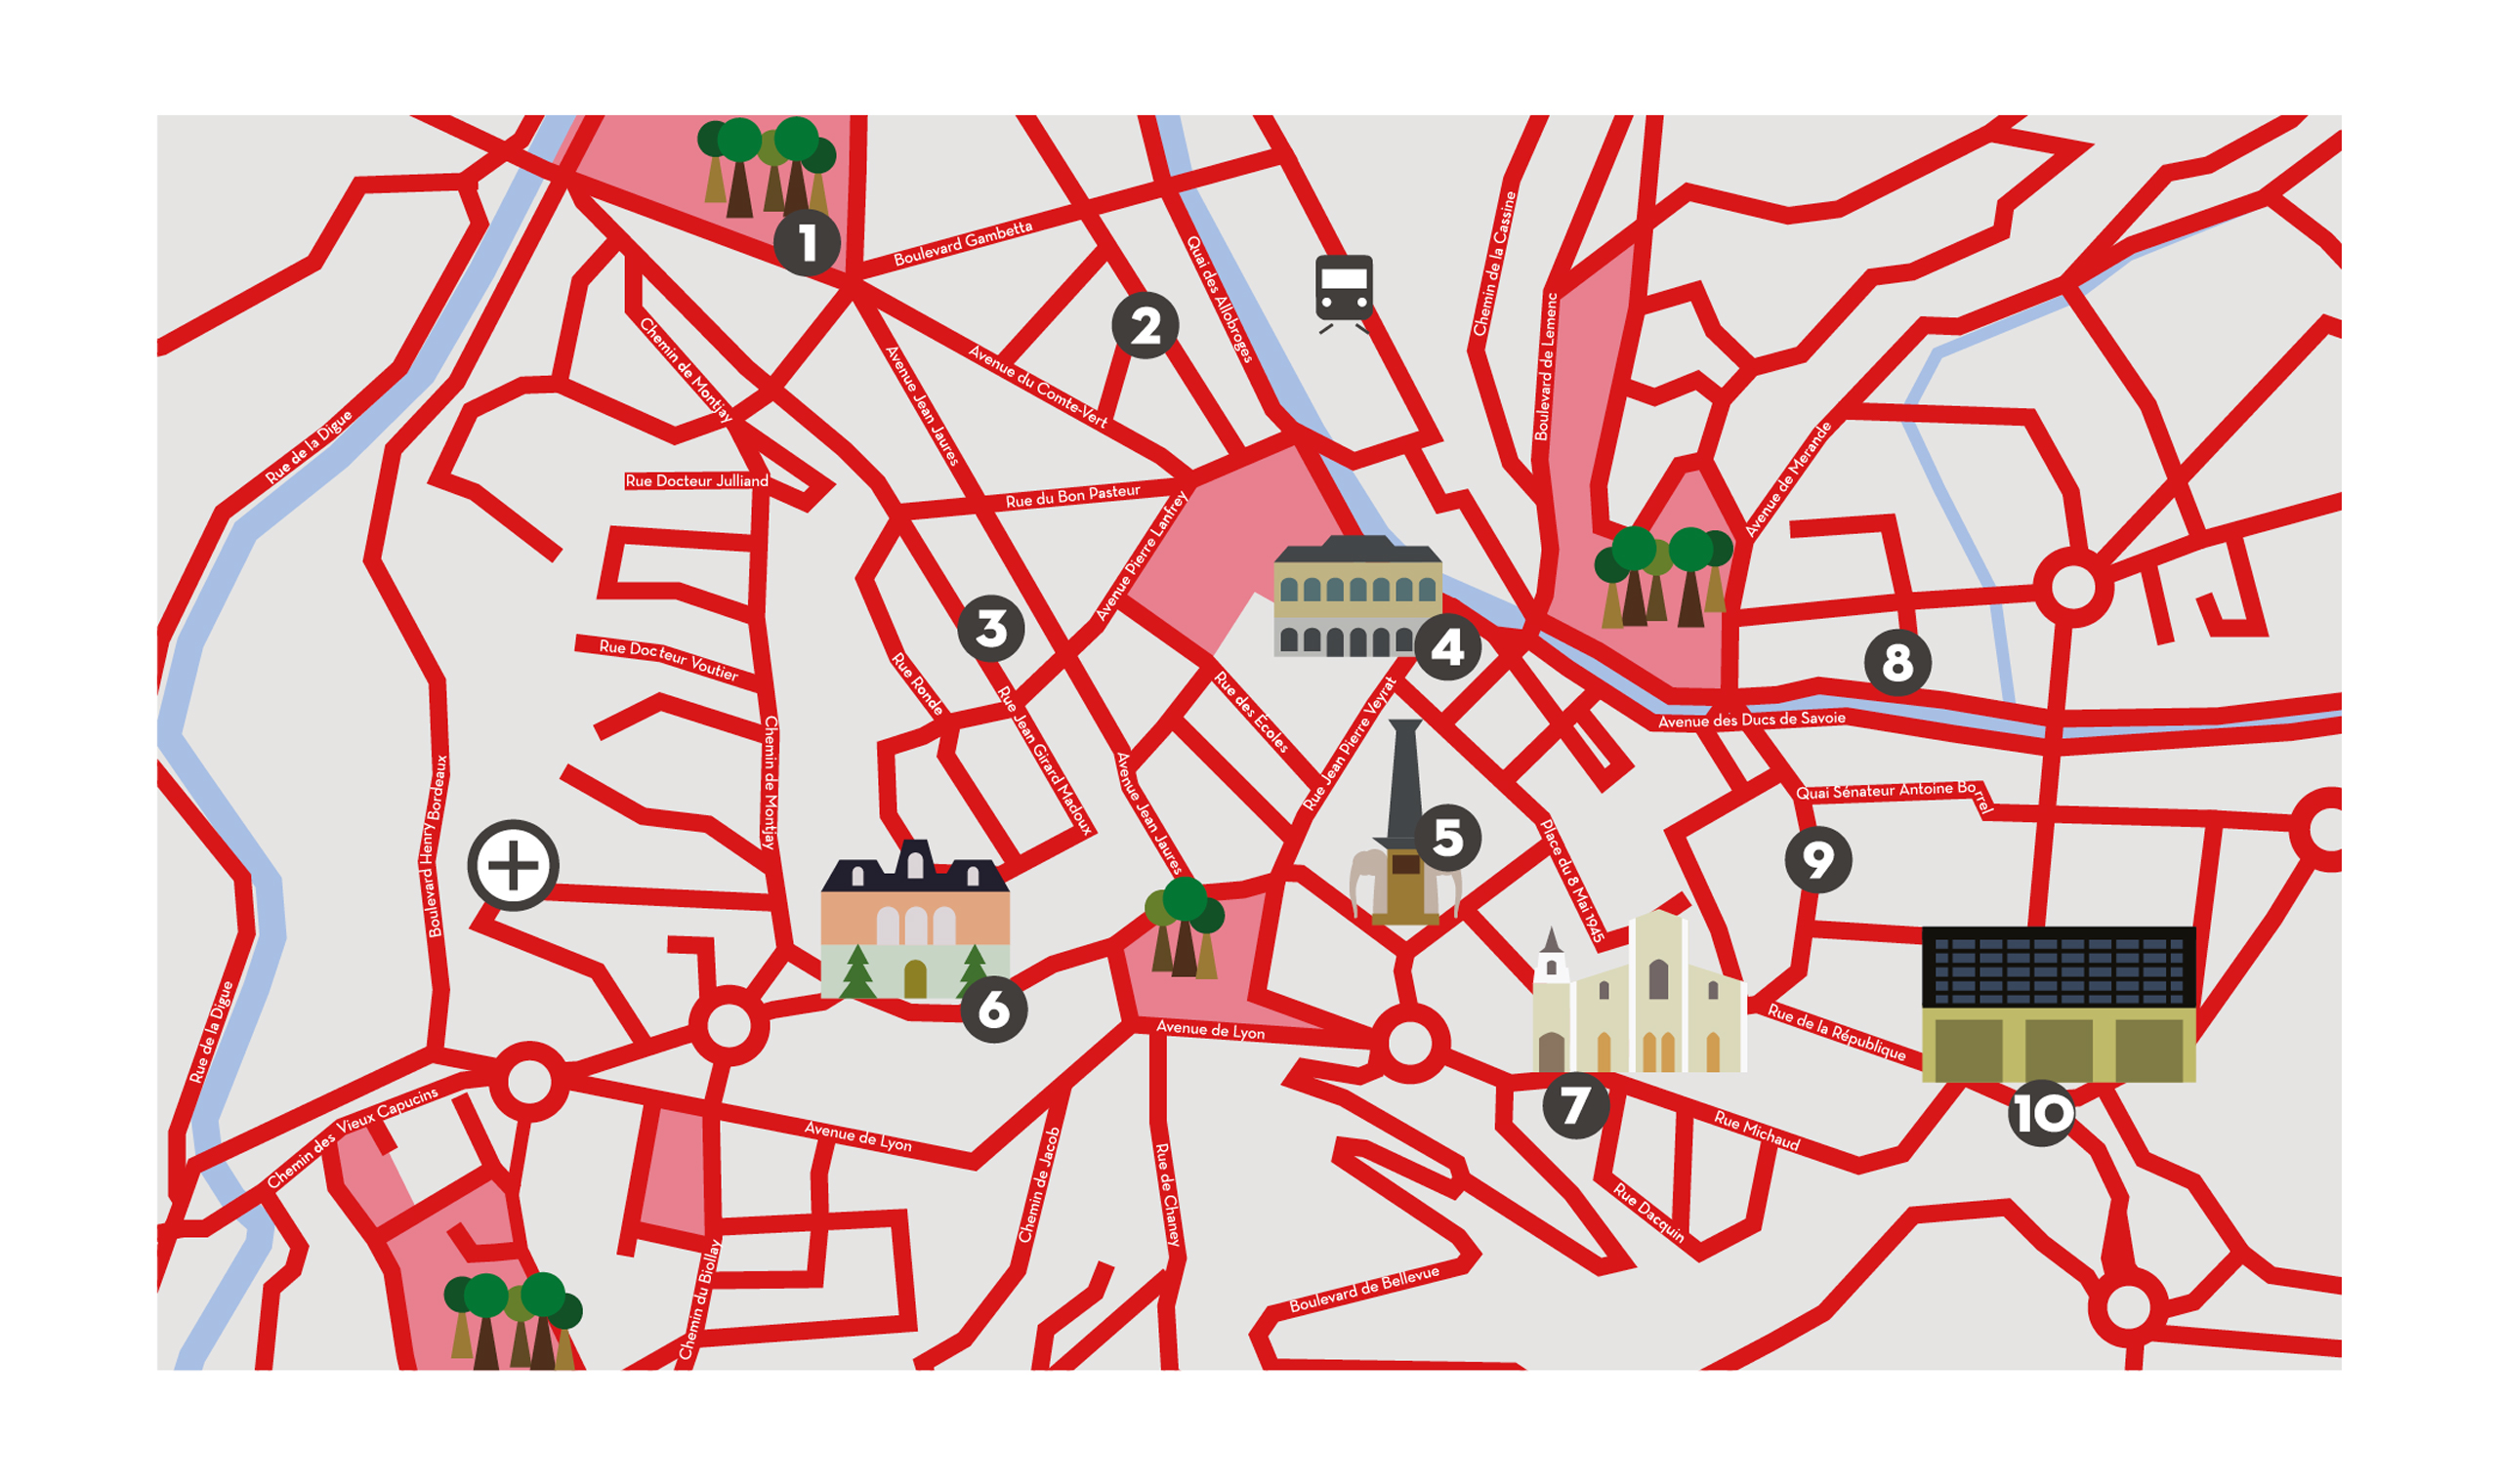 1
Boulevard Gambetta
Quai des Allobroges
Chemin de la Cassine
2
Chemin de Montjay
Avenue Jean Jaures
Avenue du Comte-Vert
Boulevard de Lemenc
Rue de la Digue
Avenue de Merande
Rue Docteur Julliand
Rue du Bon Pasteur
Avenue Pierre Lanfrey
3
4
8
Rue Docteur Voutier
Rue Ronde
Rue Jean Girard Madoux
Rue des Écoles
Rue Jean Pierre Veyrat
Avenue des Ducs de Savoie
Chemin de Montjay
Avenue Jean Jaures
Quai Sénateur Antoine Borrel
Boulevard Henry Bordeaux
5
Place du 8 Mai 1945
9
6
Rue de la Digue
Avenue de Lyon
Rue de la République
7
10
Chemin des Vieux Capucins
Avenue de Lyon
Rue Michaud
Chemin de Jacob
Rue de Chaney
Rue Dacquin
Chemin du Biollay
Boulevard de Bellevue